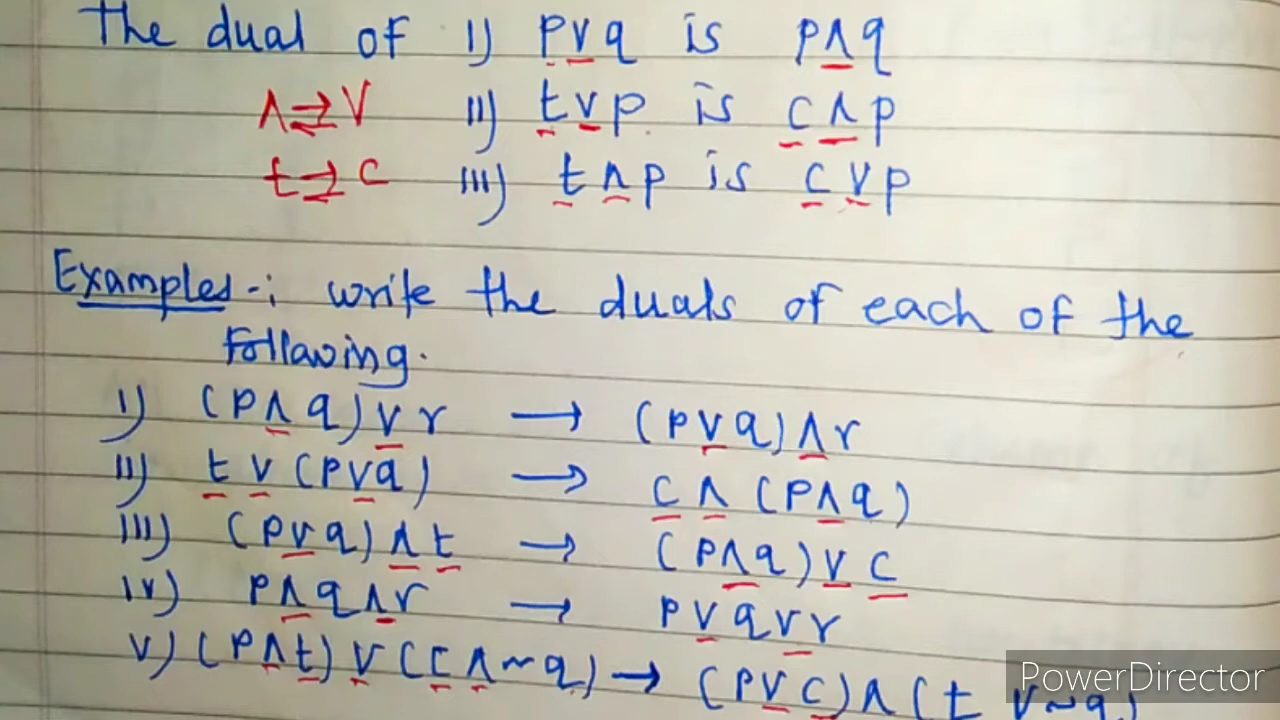 The dual of i) p∨q is p∧q
∧⇄∨ ii) t∨p is c∧p
t⇄c iii) t∧p is c∨p
Examples-: write the duals of each of the
following.
i) (p∧q)∨r → (p∨q)∧r
ii) t∨(p∨q) → c∧(p∧q)
iii) (p∨q)∧t → (p∧q)∨c
iv) p∧q∧r → p∨q∨r
v) (p∧t)∨(c∧~q) → (p∨c)∧(t∨~q)
PowerDirector